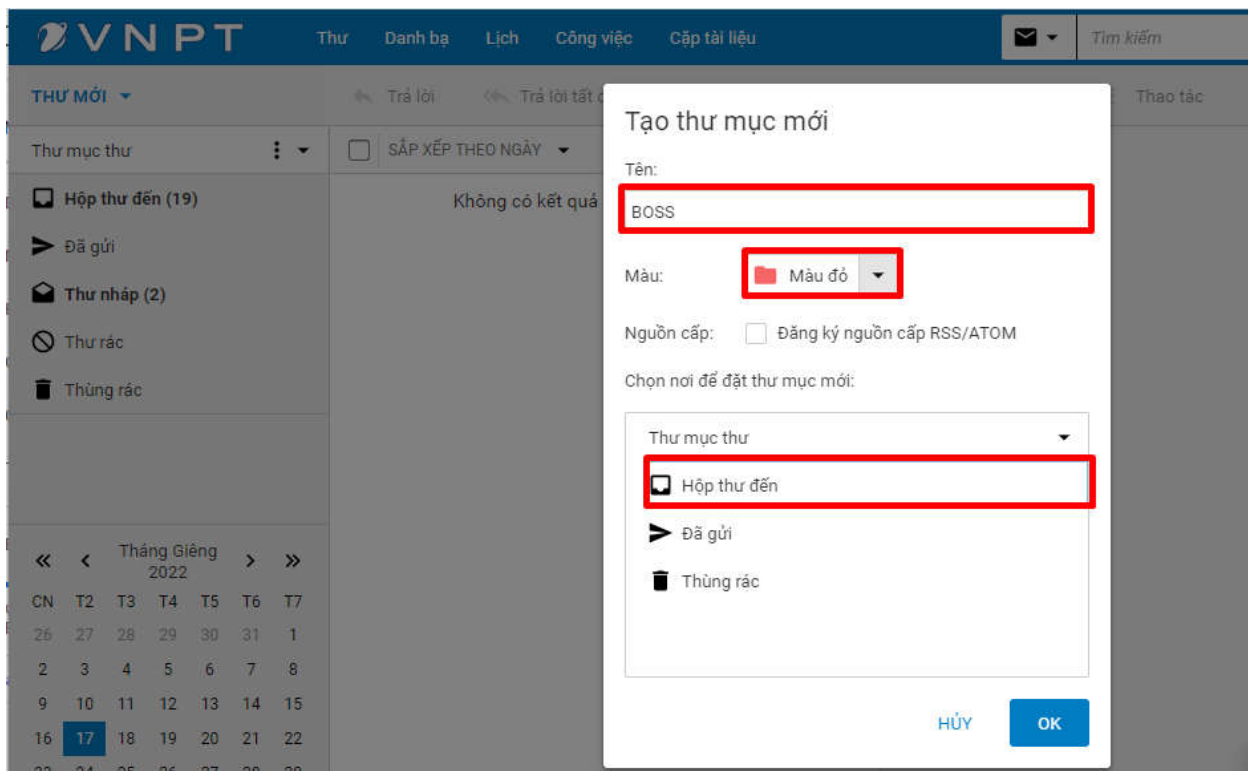 VNPT
Thư Danh bạ Lịch Công việc Cặp tài liệu Tìm kiếm
THƯ MỚI Trả lời Trả lời tất Thao tác
Thư mục thư SẮP XẾP THEO NGÀY
Hộp thư đến (19) Không có kết quả
Đã gửi
Thư nháp (2)
Thư rác
Thùng rác
Tháng Giêng
2022
CN T2 T3 T4 T5 T6 T7
26 27 28 29 30 31 1
2 3 4 5 6 7 8
9 10 11 12 13 14 15
16 17 18 19 20 21 22
Tạo thư mục mới
Tên:
BOSS
Màu: Màu đỏ
Nguồn cấp: Đăng ký nguồn cấp RSS/ATOM
Chọn nơi để đặt thư mục mới:
Thư mục thư
Hộp thư đến
Đã gửi
Thùng rác
HỦY OK